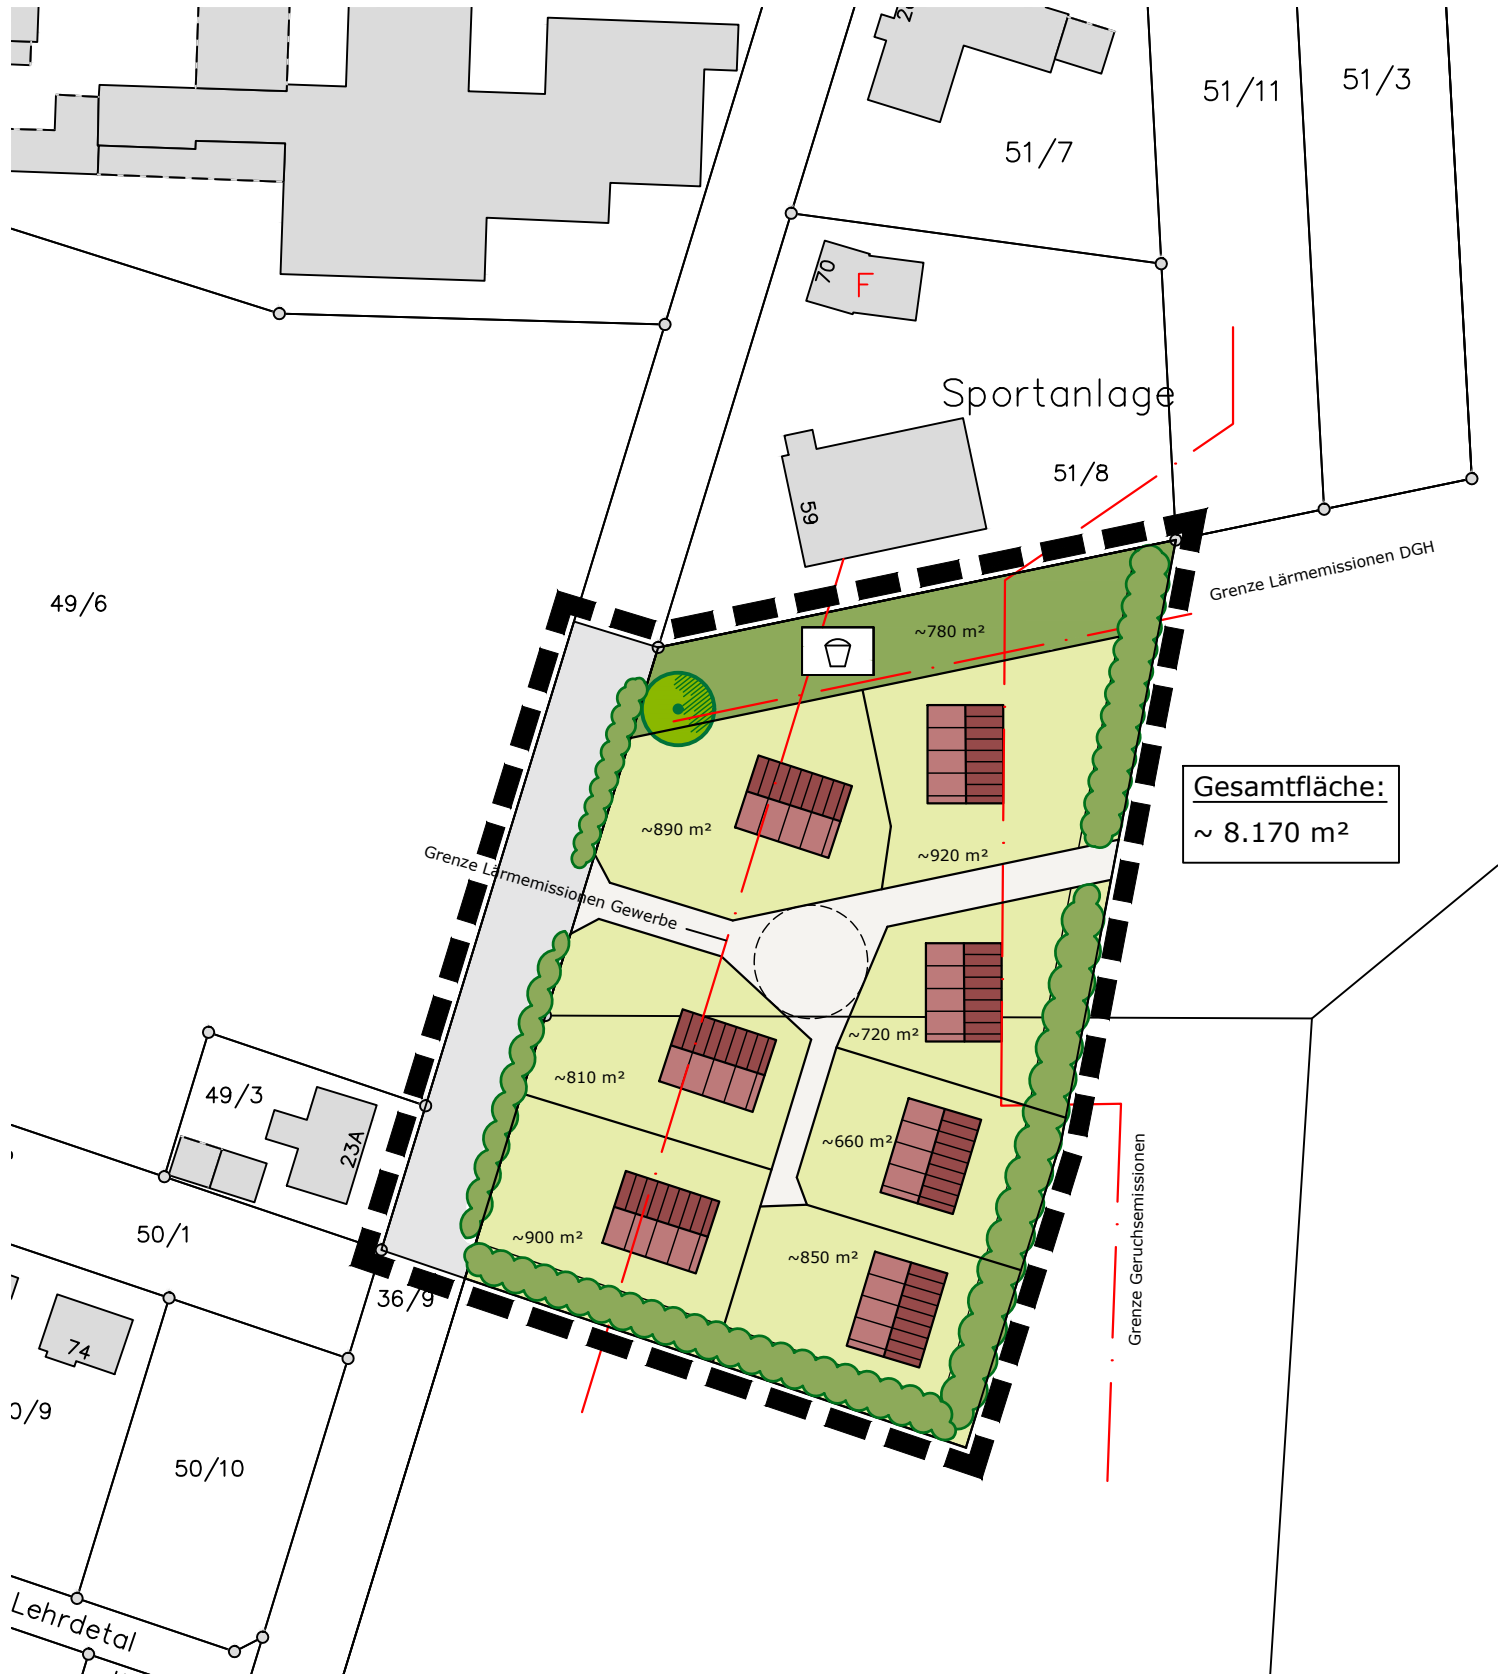 51/11
51/3
51/7
70
F
Sportanlage
51/8
59
49/6
Grenze Lärmemissionen DGH
~780 m²
Gesamtfläche:
~ 8.170 m²
~890 m²
~920 m²
Grenze Lärmemissionen Gewerbe
~720 m²
~810 m²
49/3
23A
~660 m²
Grenze Geruchsemissionen
50/1
~900 m²
~850 m²
36/9
74
0/9
50/10
Lehrdetal